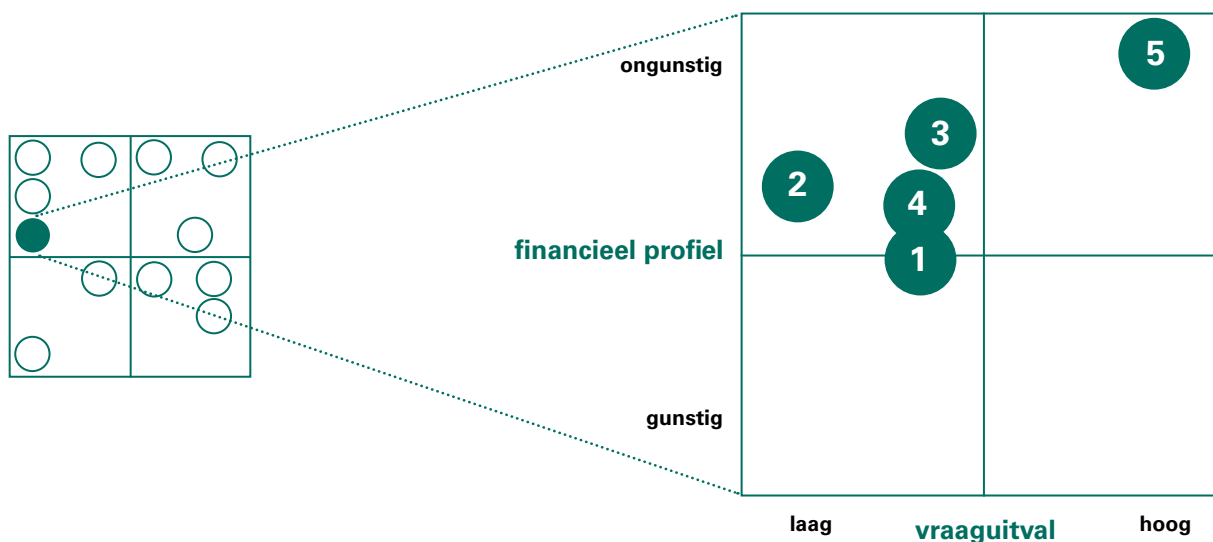 ongunstig
5
3
2
4
financieel profiel
1
gunstig
laag
vraaguitval
hoog